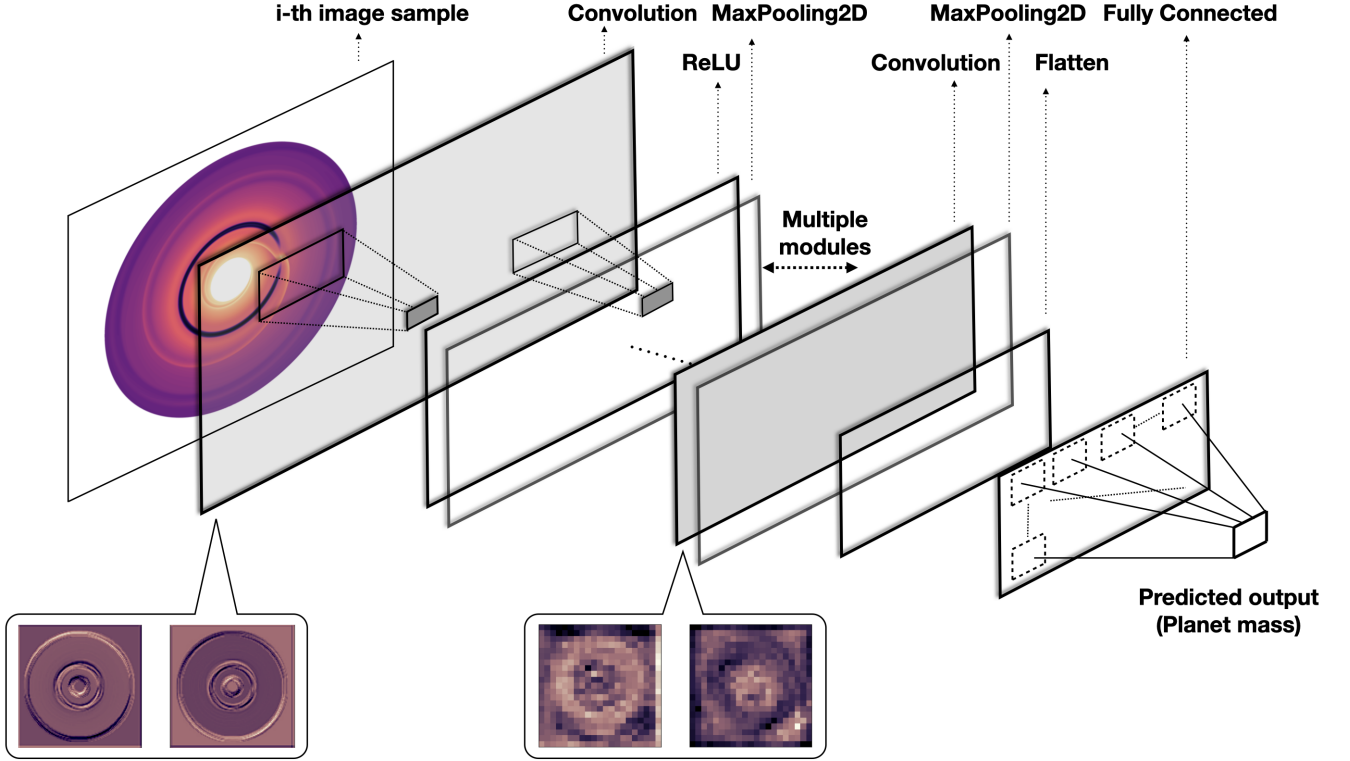 i-th image sample
Convolution
MaxPooling2D
MaxPooling2D
Fully Connected
ReLU
Convolution
Flatten
Multiple
modules
Predicted output
(Planet mass)